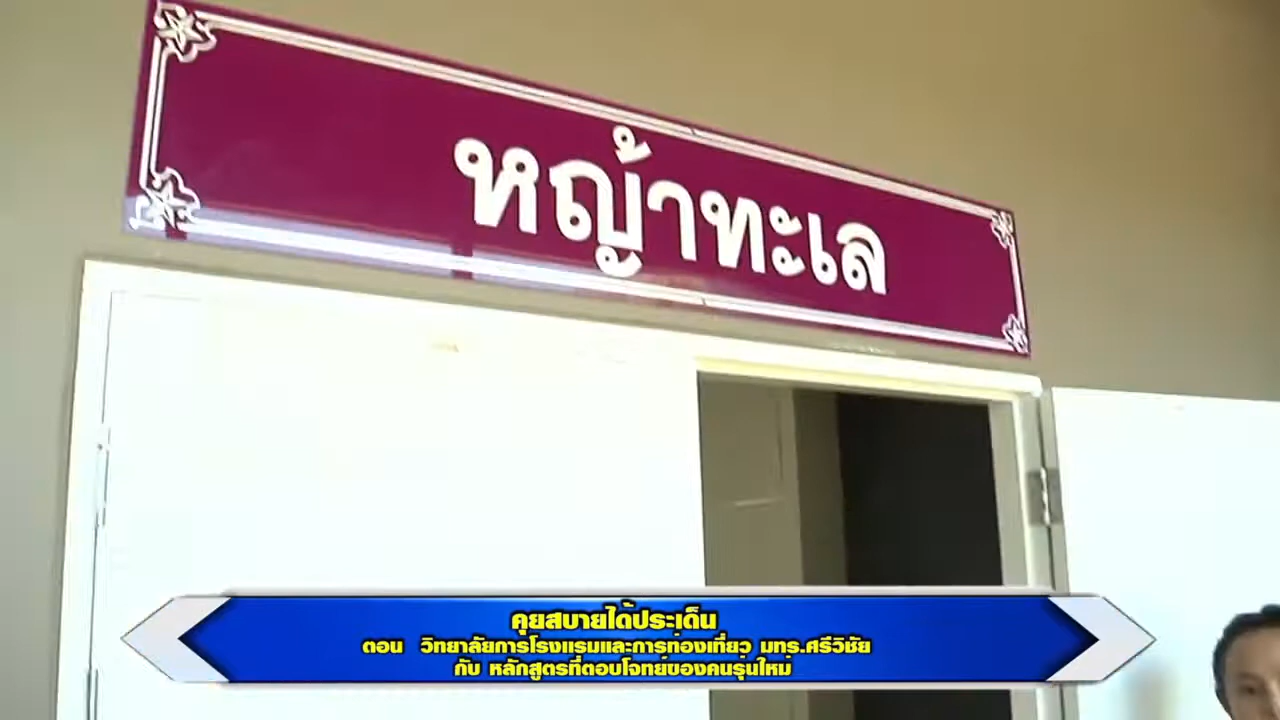 หญ้าทะเล
คุยสบายได้ประเด็น
ตอน วิทยาลัยการโรงแรมและการท่องเที่ยว มทร.ศรีวิชัย
กับ หลักสูตรที่ตอบโจทย์ของคนรุ่นใหม่